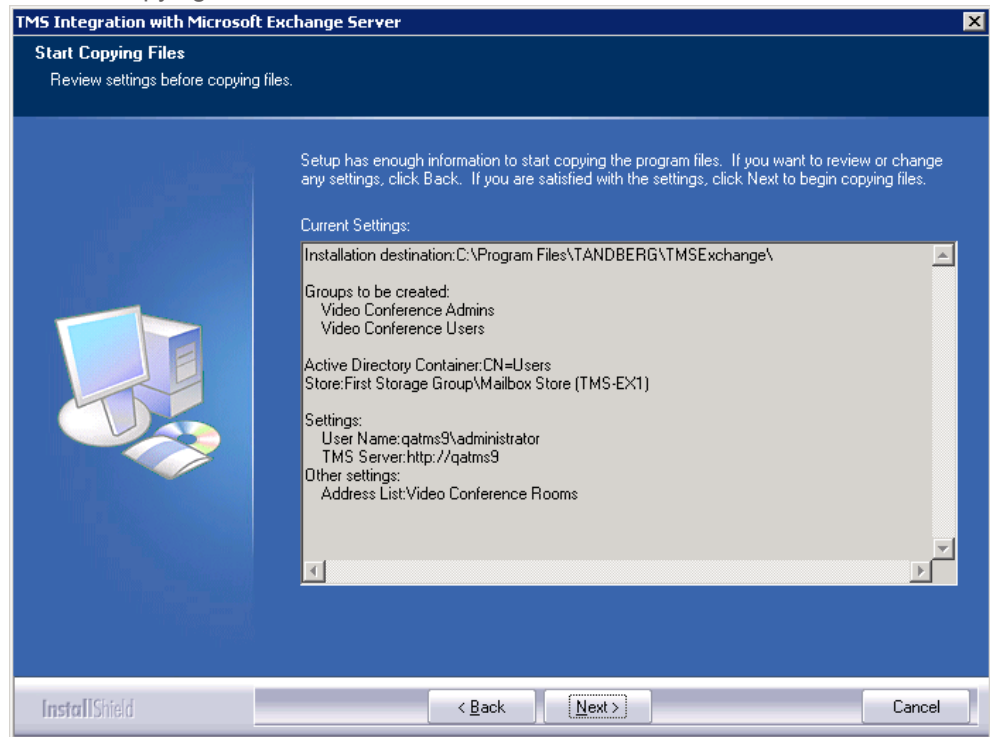 TMS Integration with Microsoft Exchange Server
Start Copying Files
Review settings before copying files.
Setup has enough information to start copying the program files. If you want to review or change
any settings, click Back. If you are satisfied with the settings, click Next to begin copying files.
Current Settings:
Installation destination:C:\Program Files\TANDBERG\TMSExchange\
Groups to be created:
Video Conference Admins
Video Conference Users
Active Directory Container:CN=Users
Store:First Storage Group\Mailbox Store (TMS-EX1)
Settings:
User Name:qatms9\administrator
TMS Server:http://qatms9
Other settings:
Address List:Video Conference Rooms
InstallShield
< Back
Next >
Cancel